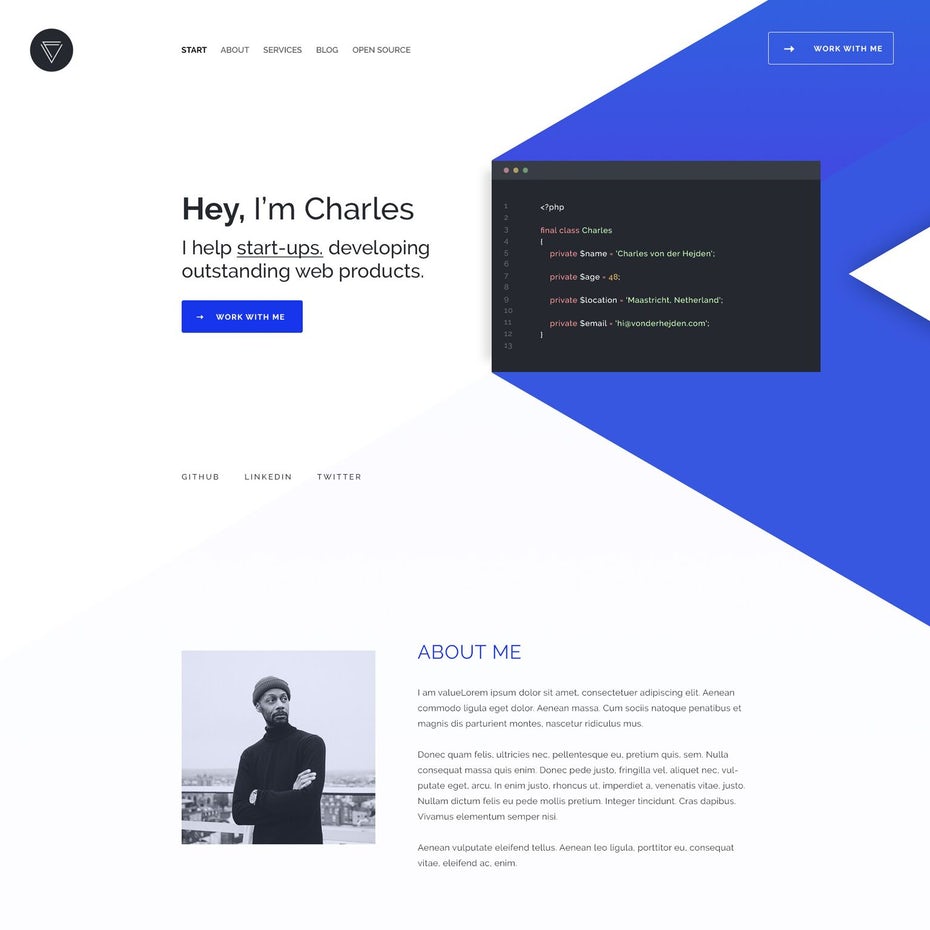 START ABOUT SERVICES BLOG OPEN SOURCE
→ WORK WITH ME
Hey, I'm Charles
I help start-ups. developing
outstanding web products.
→ WORK WITH ME
1 <?php
2
3 final class Charles
4 {
5 private $name = 'Charles von der Hejden';
6
7 private $age = 48;
8
9 private $location = 'Maastricht, Netherland';
10
11 private $email = 'hi@vonderhejden.com';
12 }
13
GITHUB LINKEDIN TWITTER
ABOUT ME
I am valueLorem ipsum dolor sit amet, consectetuer adipiscing elit. Aenean
commodo ligula eget dolor. Aenean massa. Cum sociis natoque penatibus et
magnis dis parturient montes, nascetur ridiculus mus.
Donec quam felis, ultricies nec, pellentesque eu, pretium quis, sem. Nulla
consequat massa quis enim. Donec pede justo, fringilla vel, aliquet nec, vul-
putate eget, arcu. In enim justo, rhoncus ut, imperdiet a, venenatis vitae, justo.
Nullam dictum felis eu pede mollis pretium. Integer tincidunt. Cras dapibus.
Vivamus elementum semper nisi.
Aenean vulputate eleifend tellus. Aenean leo ligula, porttitor eu, consequat
vitae, eleifend ac, enim.